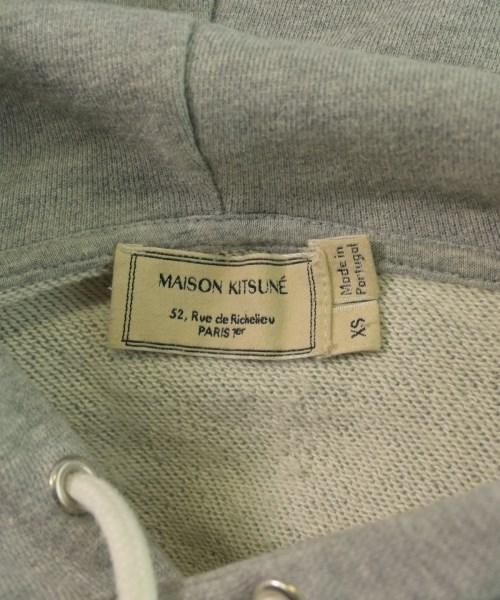 MAISON KITSUNÉ
52, Rue de Richelieu
PARIS 1er
Made in
Portugal
XS